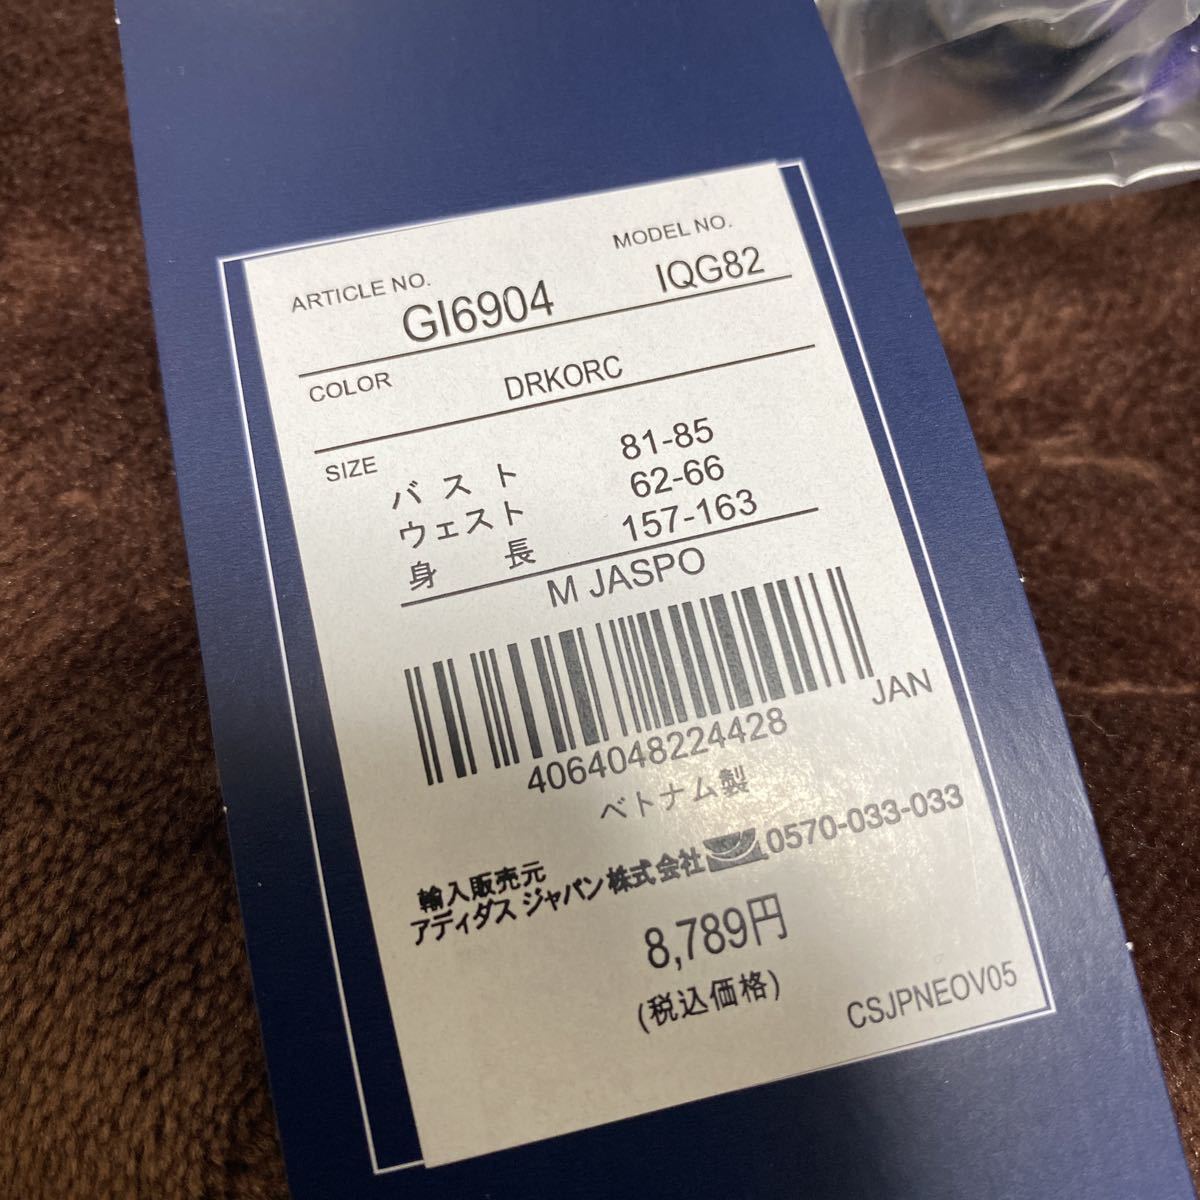 ARTICLE NO.
MODEL NO.
GI6904
IQG82
COLOR
DRKORC
SIZE
バスト 81-85
ウェスト 62-66
身長 157-163
M JASPO
JAN
4064048224428
ベトナム製
輸入販売元
アディダス ジャパン株式会社 0570-033-033
8,789円
(税込価格)
CSJPNEOV05